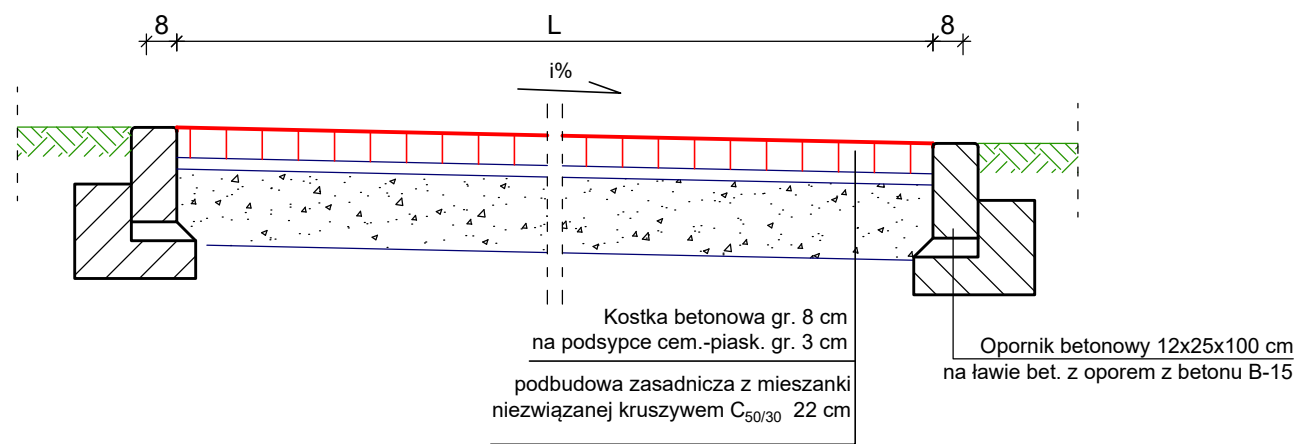 8
L
8
i%
Kostka betonowa gr. 8 cm
na podsypce cem.-piask. gr. 3 cm
podbudowa zasadnicza z mieszanki
niezwiązanej kruszywem C50/30 22 cm
Opornik betonowy 12x25x100 cm
na ławie bet. z oporem z betonu B-15